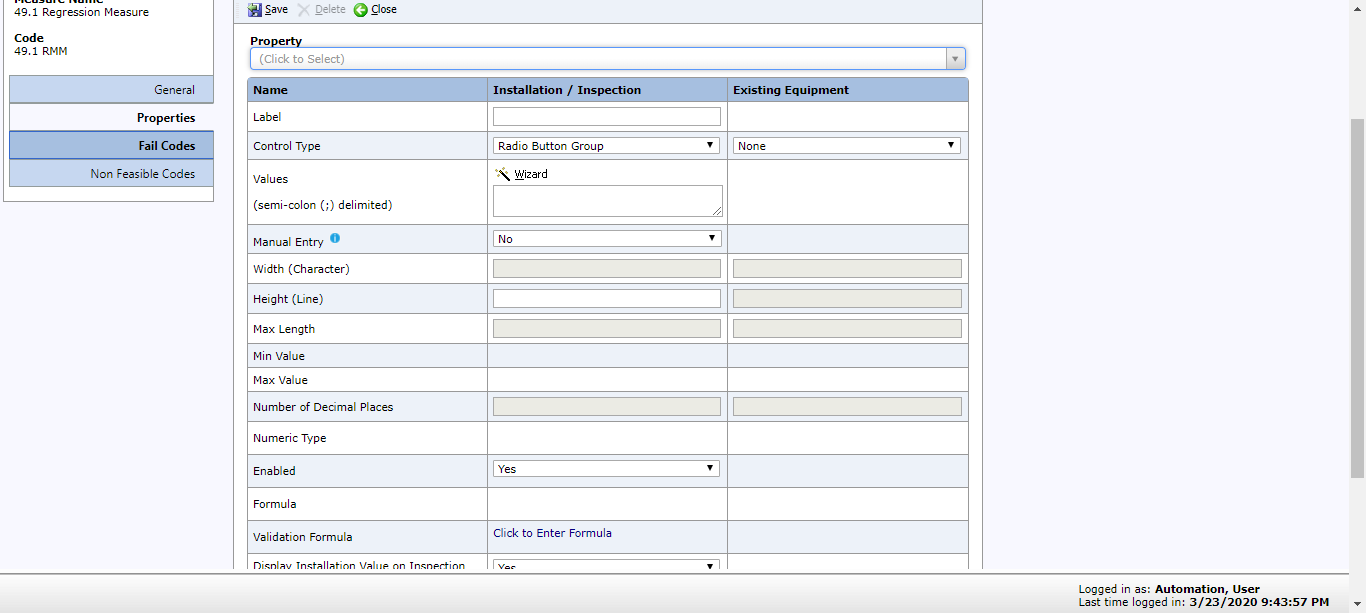 Measure Name
49.1 Regression Measure
Code
49.1 RMM
General
Properties
Fail Codes
Non Feasible Codes
Save Delete Close
Property
(Click to Select)
Name Installation / Inspection Existing Equipment
Label
Control Type Radio Button Group None
Values
(semi-colon (;) delimited)
Wizard
Manual Entry No
Width (Character)
Height (Line)
Max Length
Min Value
Max Value
Number of Decimal Places
Numeric Type
Enabled Yes
Formula
Validation Formula Click to Enter Formula
Display Installation Value on Inspection Yes
Logged in as: Automation, User
Last time logged in: 3/23/2020 9:43:57 PM